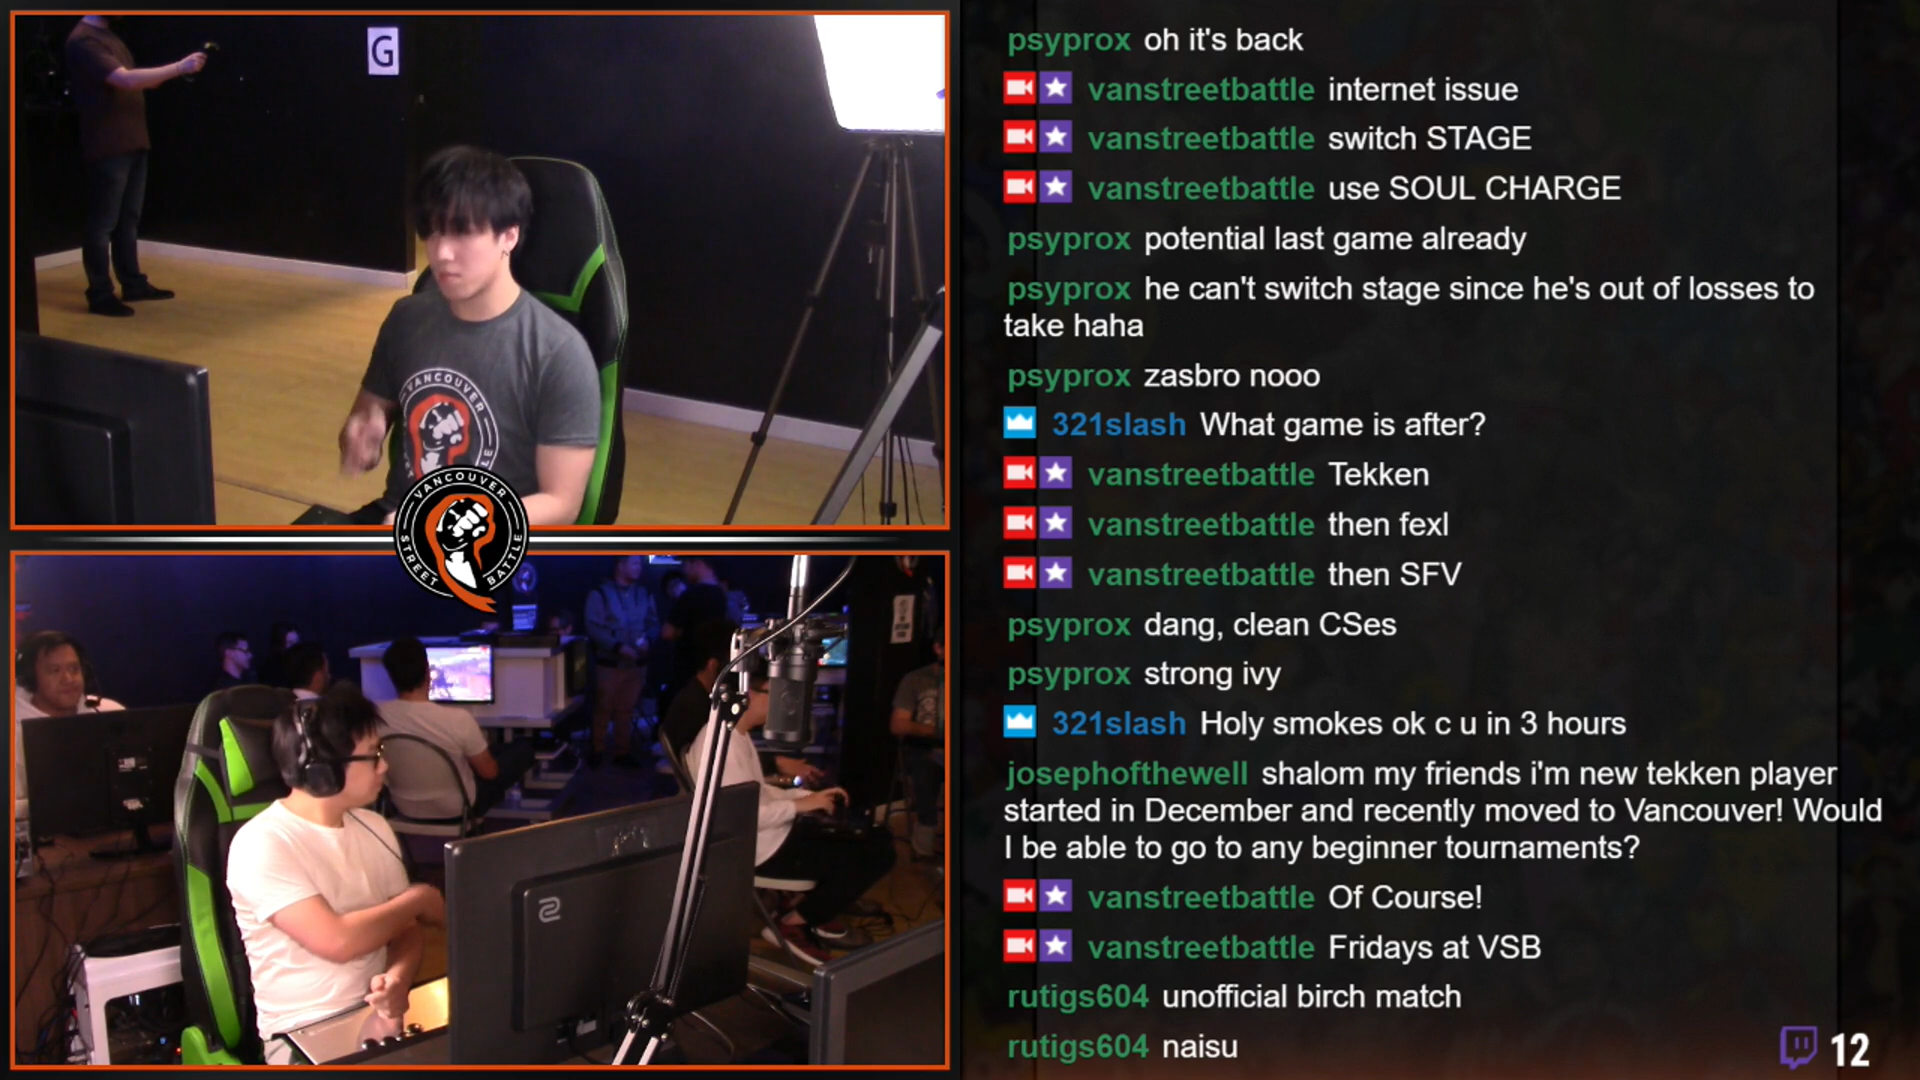 G
VANCOUVER
VANCOUVER
STREET BATTLE
psyprox oh it's back
vanstreetbattle internet issue
vanstreetbattle switch STAGE
vanstreetbattle use SOUL CHARGE
psyprox potential last game already
psyprox he can't switch stage since he's out of losses to
take haha
psyprox zasbro nooo
321slash What game is after?
vanstreetbattle Tekken
vanstreetbattle then fexl
vanstreetbattle then SFV
psyprox dang, clean CSes
psyprox strong ivy
321slash Holy smokes ok c u in 3 hours
josephofthewell shalom my friends i'm new tekken player
started in December and recently moved to Vancouver! Would
I be able to go to any beginner tournaments?
vanstreetbattle Of Course!
vanstreetbattle Fridays at VSB
rutigs604 unofficial birch match
rutigs604 naisu
12